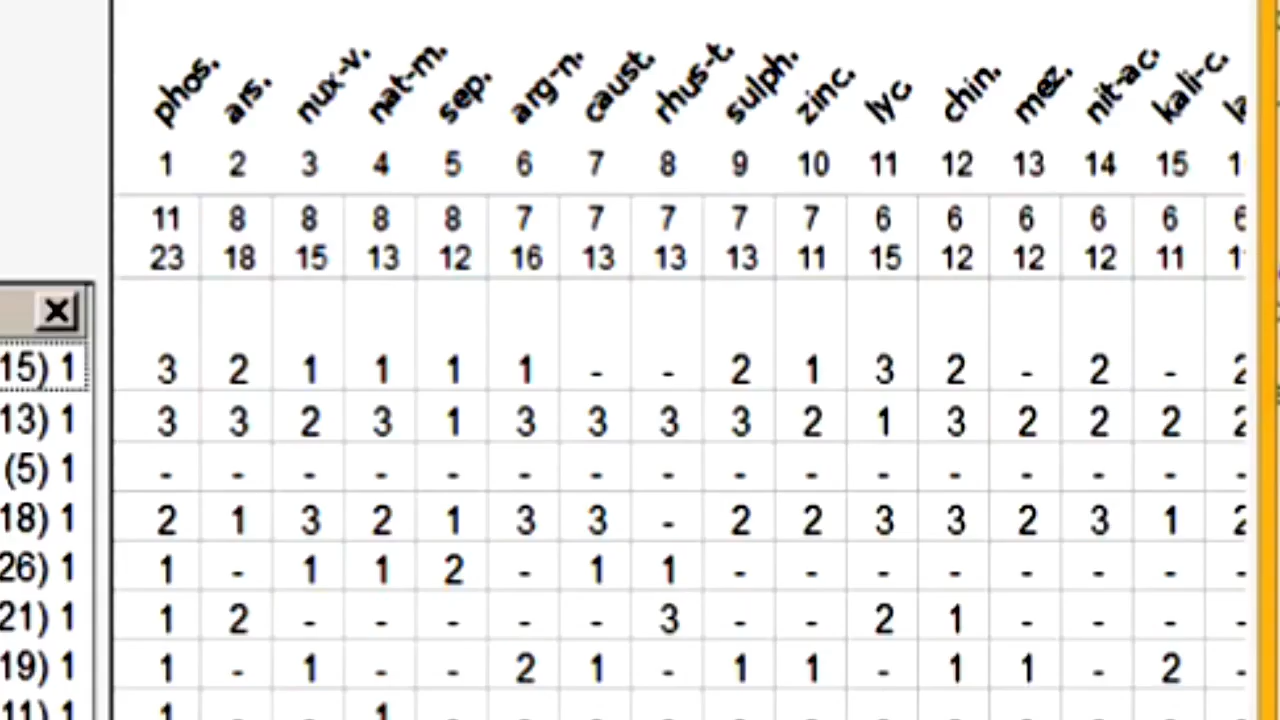 phos. ars. nux-v. nat-m. sep. arg-n. caust. rhus-t. sulph. zinc. lyc. chin. mez. nit-ac. kali-c.
1 2 3 4 5 6 7 8 9 10 11 12 13 14 15
11 8 8 8 8 7 7 7 7 7 6 6 6 6 6
23 18 15 13 12 16 13 13 13 11 15 12 12 12 11
15) 1 3 2 1 1 1 1 - - 2 1 3 2 - 2 - 2
13) 1 3 3 2 3 1 3 3 3 3 2 1 3 2 2 2 2
(5) 1 - - - - - - - - - - - - - - - -
18) 1 2 1 3 2 1 3 3 - 2 2 3 3 2 3 1 2
26) 1 1 - 1 1 2 - 1 1 - - - - - - - -
21) 1 1 2 - - - - - 3 - - 2 1 - - - -
19) 1 1 - 1 - - 2 1 - 1 1 - 1 1 - 2 -
11) 1 1 - - 1 - - - - - - - - - - - -